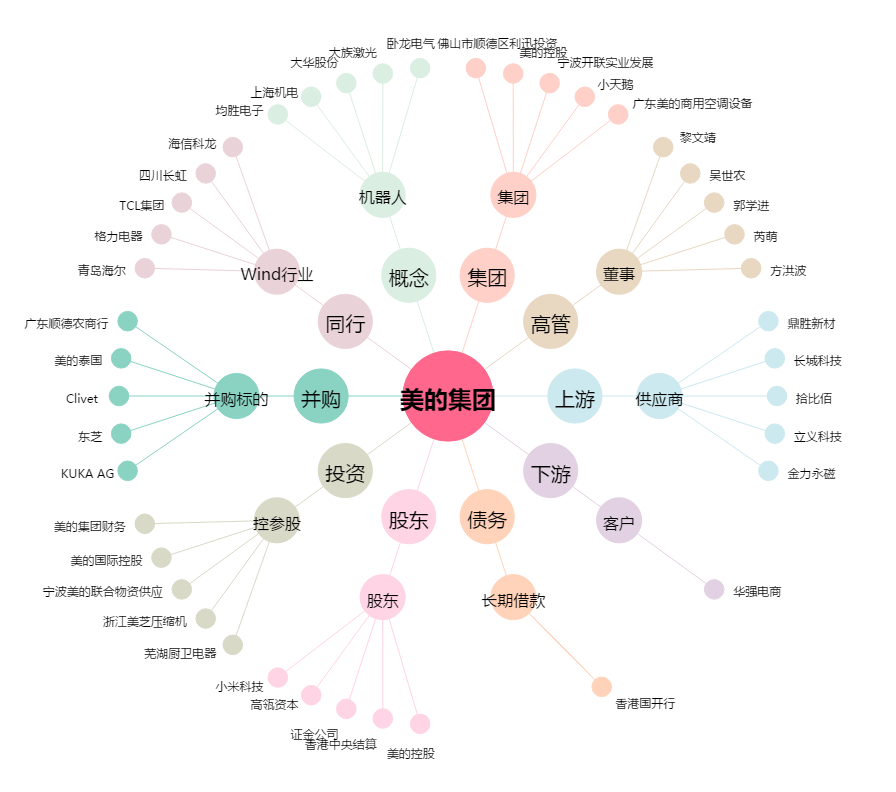 卧龙电气
佛山市顺德区利迅投资
大族激光
美的控股
大华股份
宁波开联实业发展
上海机电
小天鹅
均胜电子
广东美的商用空调设备
海信科龙
黎文靖
四川长虹
吴世农
TCL集团
机器人
集团
郭学进
格力电器
芮萌
青岛海尔
Wind行业
概念
集团
董事
方洪波
广东顺德农商行
同行
高管
鼎胜新材
美的泰国
长城科技
Clivet
并购标的
并购
美的集团
上游
供应商
拾比佰
东芝
立义科技
KUKA AG
投资
下游
金力永磁
美的集团财务
控参股
股东
债务
客户
美的国际控股
宁波美的联合物资供应
股东
长期借款
华强电商
浙江美芝压缩机
芜湖厨卫电器
小米科技
高瓴资本
香港国开行
证金公司
香港中央结算
美的控股